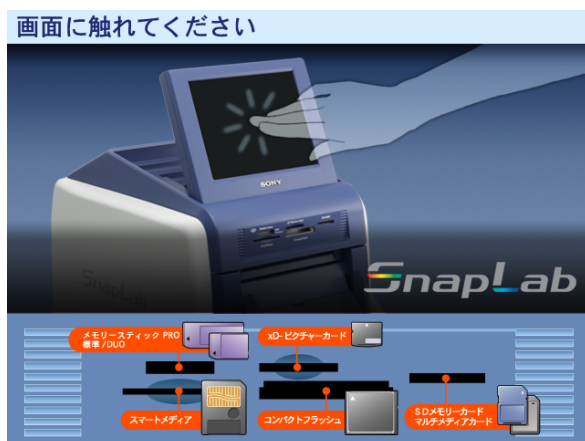 画面に触れてください
SONY
SnapLab
SnapLab
メモリースティック PRO
標準 /DUO
xD- ピクチャーカード
スマートメディア
コンパクトフラッシュ
SDメモリーカード
マルチメディアカード